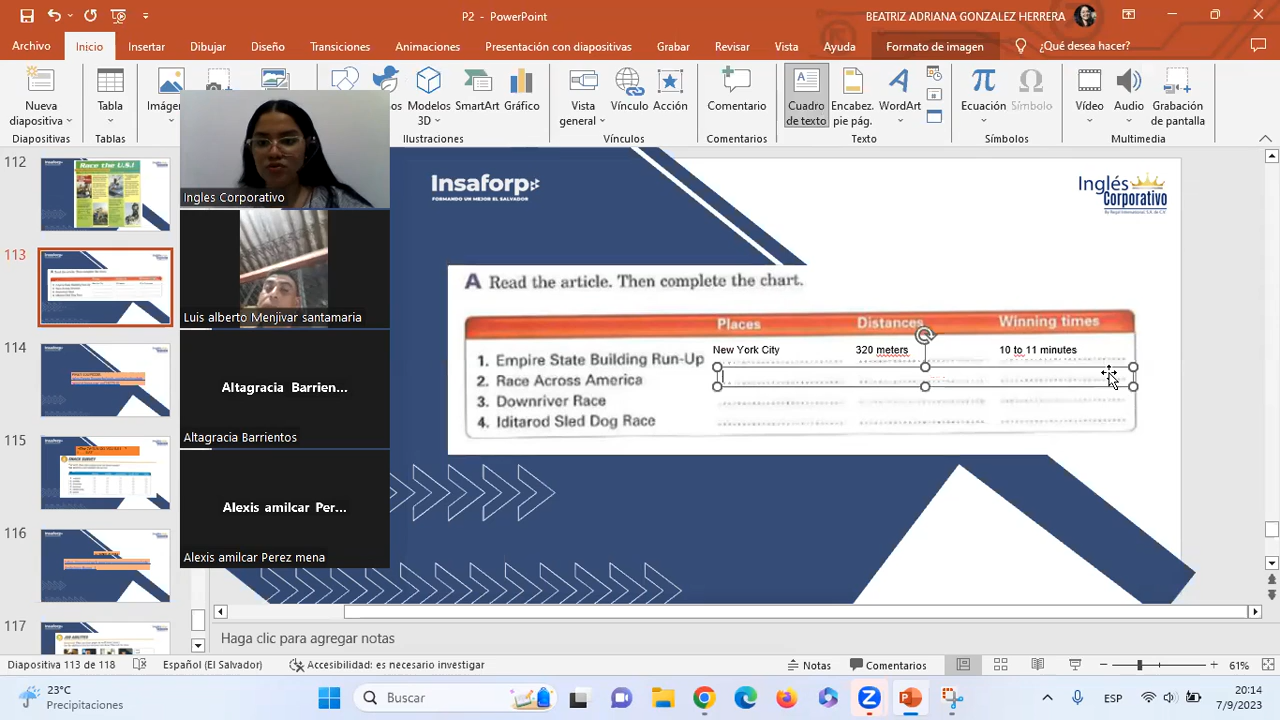 P2 - PowerPoint
BEATRIZ ADRIANA GONZALEZ HERRERA
Archivo Inicio Insertar Dibujar Diseño Transiciones Animaciones Presentación con diapositivas Grabar Revisar Vista Ayuda Formato de imagen ¿Qué desea hacer?
Nueva diapositiva
Tabla
Modelos 3D
SmartArt
Gráfico
Vista general
Vínculo
Acción
Comentario
Cuadro de texto
Encabez. pie pág.
WordArt
Ecuación
Símbolo
Vídeo
Audio
Grabación de pantalla
Diapositivas Tablas Ilustraciones Vínculos Comentarios Texto Símbolos Multimedia
112
Race the U.S!
113
114
115
116
117
Inglés Corporativo
Luis alberto Menjivar santamaria
Altagracia Barrien...
Altagracia Barrientos
Alexis amilcar Per...
Alexis amilcar Perez mena
Insaforp
FORMANDO UN MEJOR EL SALVADOR
Inglés
Corporativo
By Regal International, S.A. de C.V.
A Read the article. Then complete the chart.
Places Distances Winning times
1. Empire State Building Run-Up New York City 320 meters 10 to 11 minutes
2. Race Across America
3. Downriver Race
4. Iditarod Sled Dog Race
Haga clic para agregar notas
Diapositiva 113 de 118 Español (El Salvador) Accesibilidad: es necesario investigar Notas Comentarios 61%
23°C
Precipitaciones
Buscar
ESP
20:14
7/9/2023